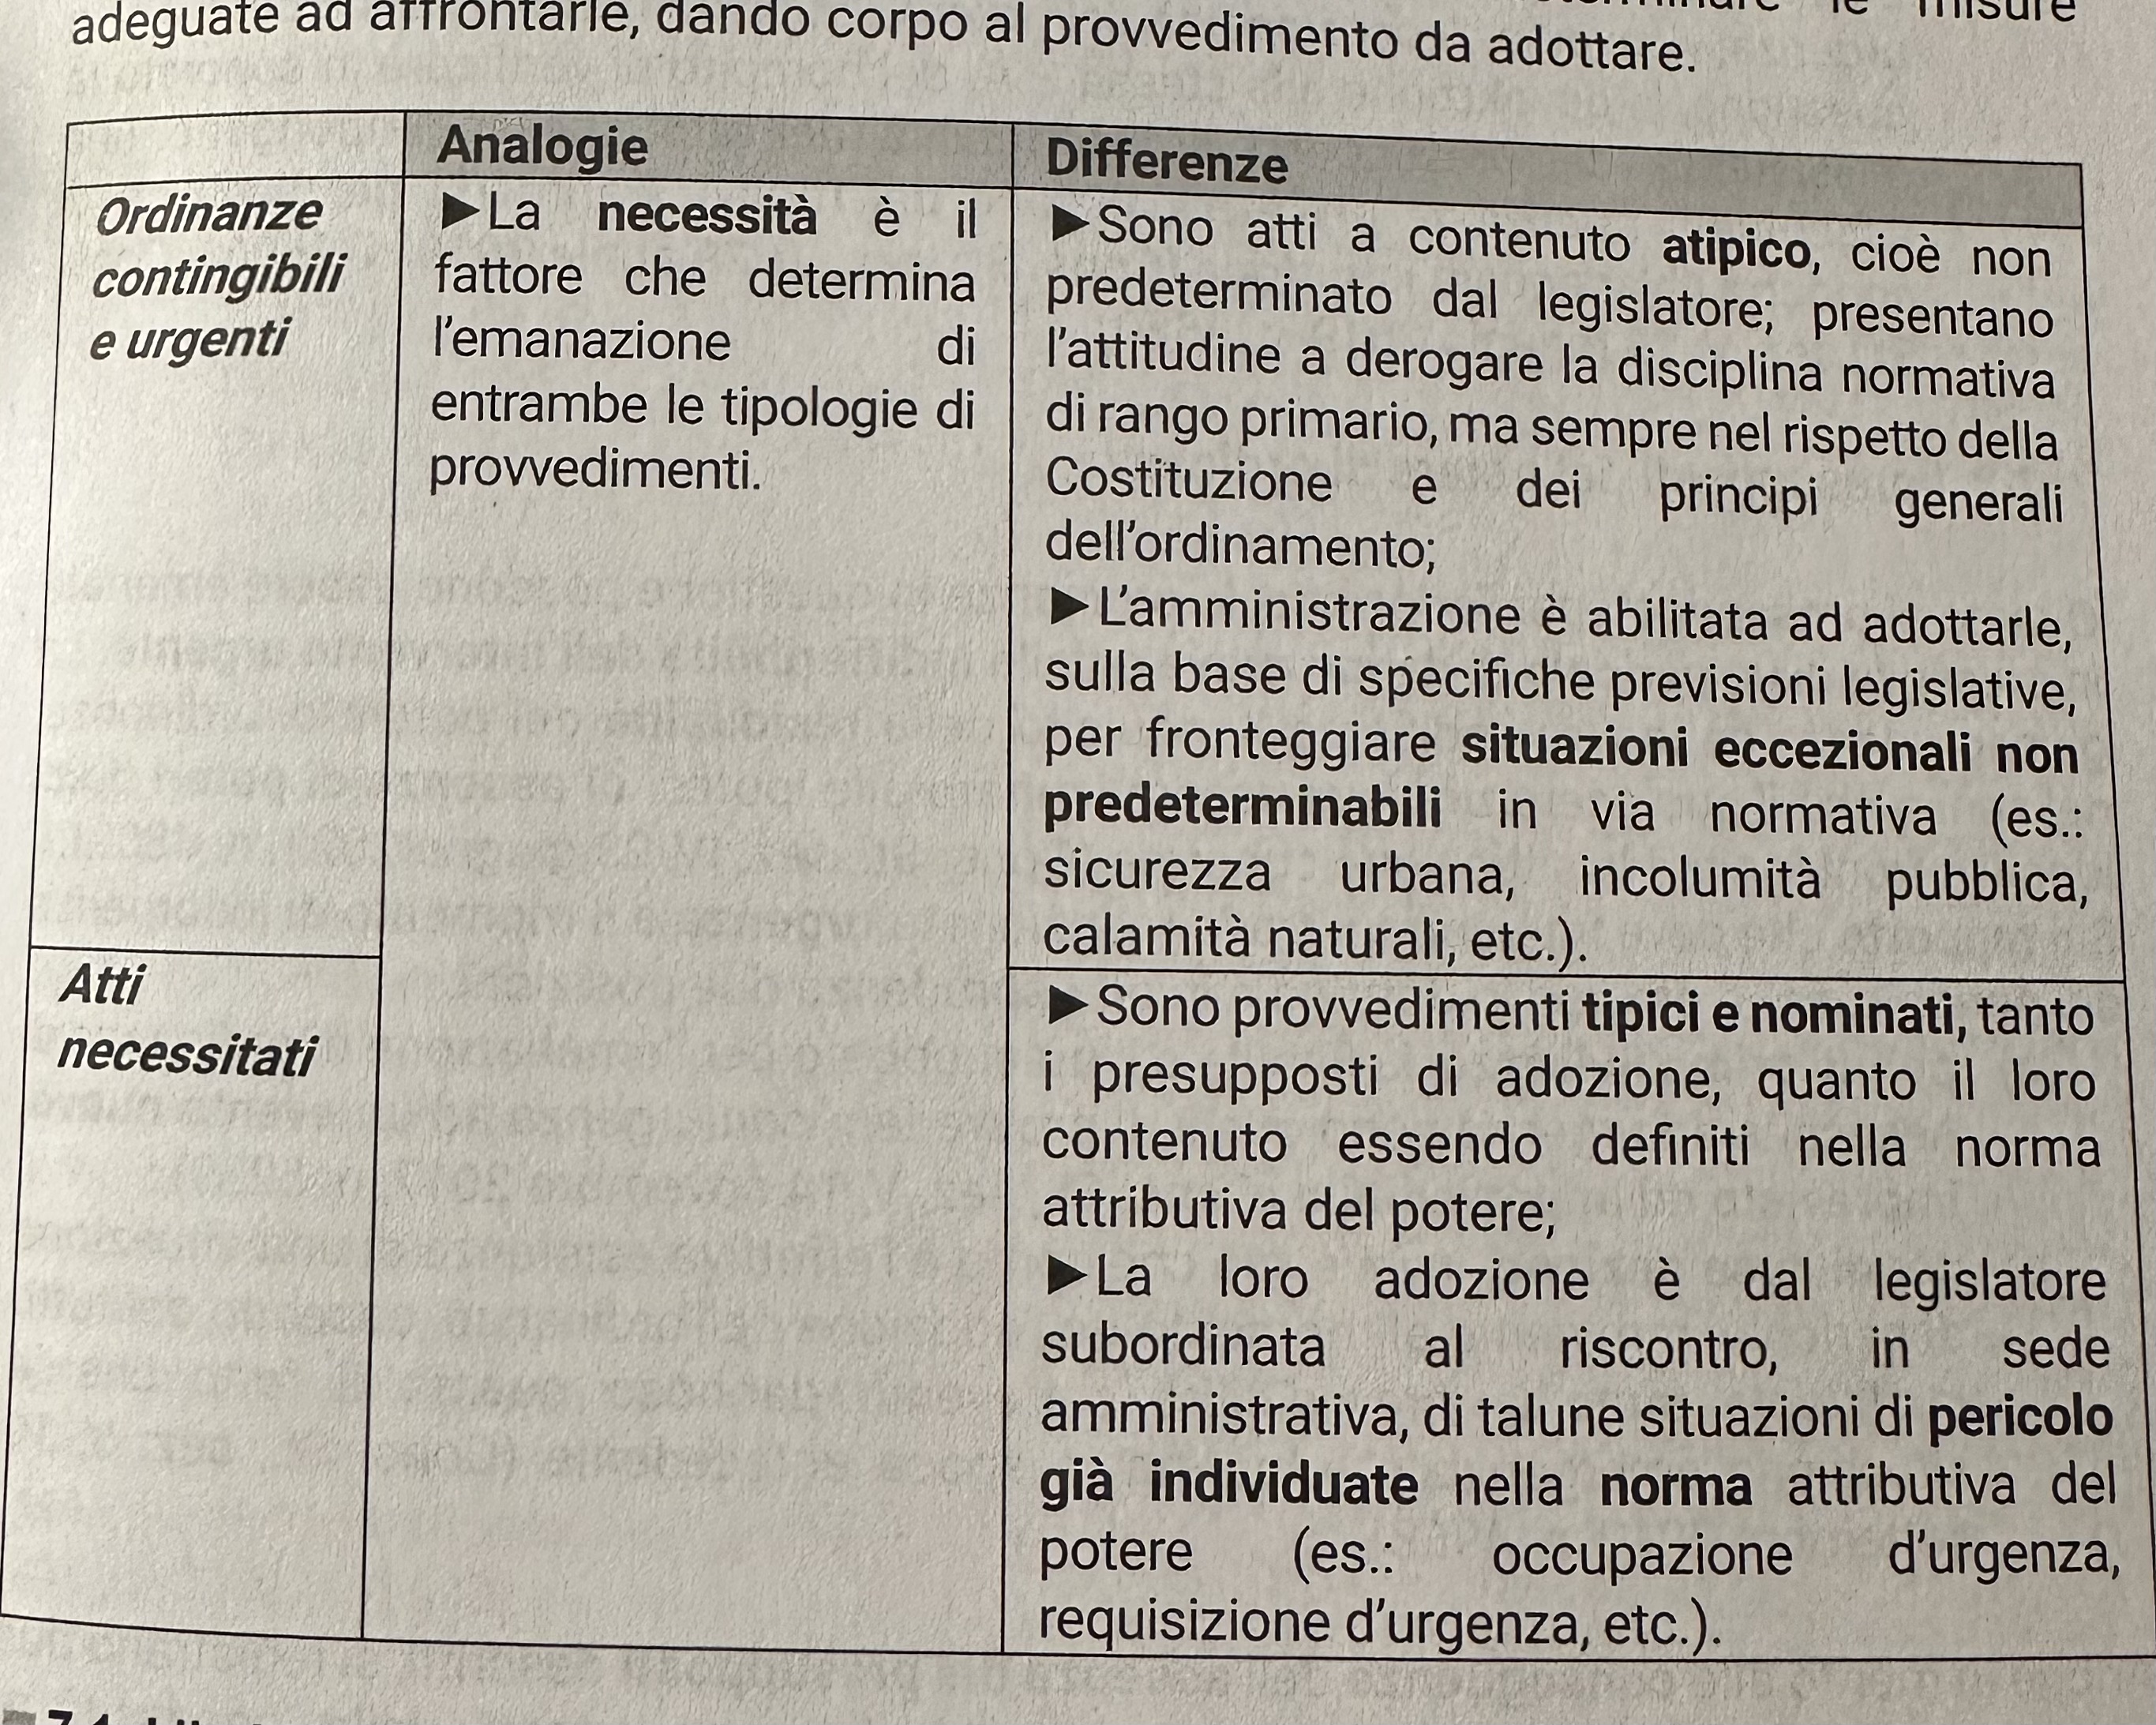 adeguate ad affrontarle, dando corpo al provvedimento da adottare.
le misure
Analogie
Differenze
Ordinanze
contingibili
e urgenti
▶La necessità è il
fattore che determina
l'emanazione di
entrambe le tipologie di
provvedimenti.
▶Sono atti a contenuto atipico, cioè non
predeterminato dal legislatore; presentano
l'attitudine a derogare la disciplina normativa
di rango primario, ma sempre nel rispetto della
Costituzione e dei principi generali
dell'ordinamento;
▶L'amministrazione è abilitata ad adottarle,
sulla base di specifiche previsioni legislative,
per fronteggiare situazioni eccezionali non
predeterminabili in via normativa (es.:
sicurezza urbana, incolumità pubblica,
calamità naturali, etc.).
Atti
necessitati
▶Sono provvedimenti tipici e nominati, tanto
i presupposti di adozione, quanto il loro
contenuto essendo definiti nella norma
attributiva del potere;
▶La loro adozione è dal legislatore
subordinata al riscontro, in sede
amministrativa, di talune situazioni di pericolo
già individuate nella norma attributiva del
potere (es.: occupazione d'urgenza,
requisizione d'urgenza, etc.).